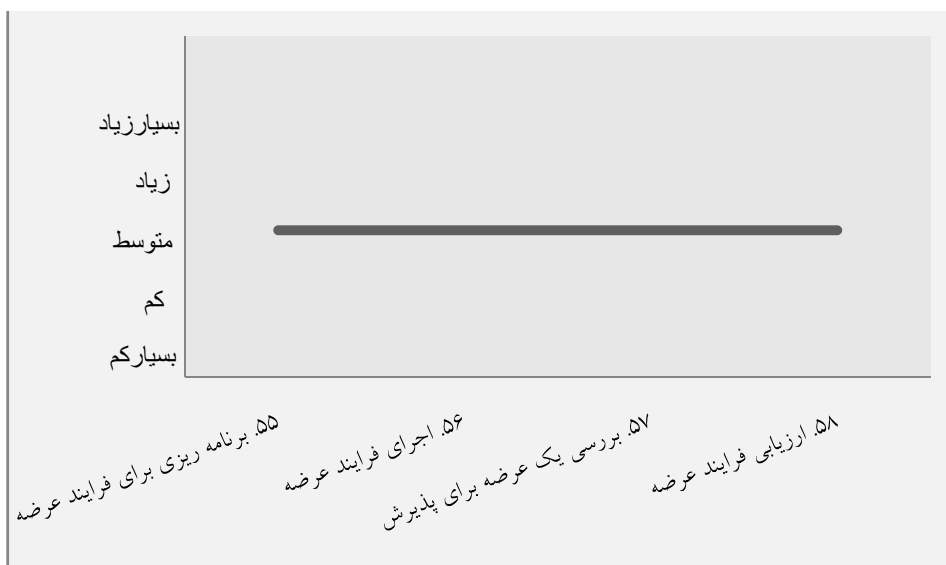 بسیارزیاد
زیاد
متوسط
کم
بسیارکم
۵۵. برنامه ریزی برای فرایند عرضه
۵۶. اجرای فرایند عرضه
۵۷. بررسی یک عرضه برای پذیرش
۵۸. ارزیابی فرایند عرضه